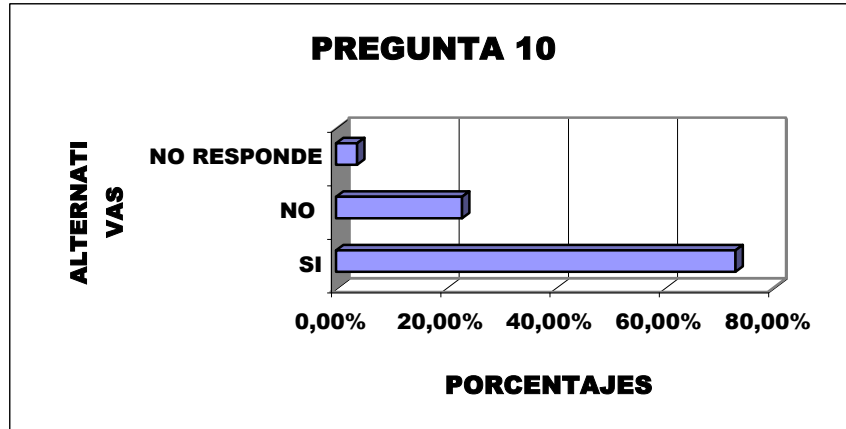 PREGUNTA 10
ALTERNATI
VAS
NO RESPONDE
NO
SI
0,00% 20,00% 40,00% 60,00% 80,00%
PORCENTAJES